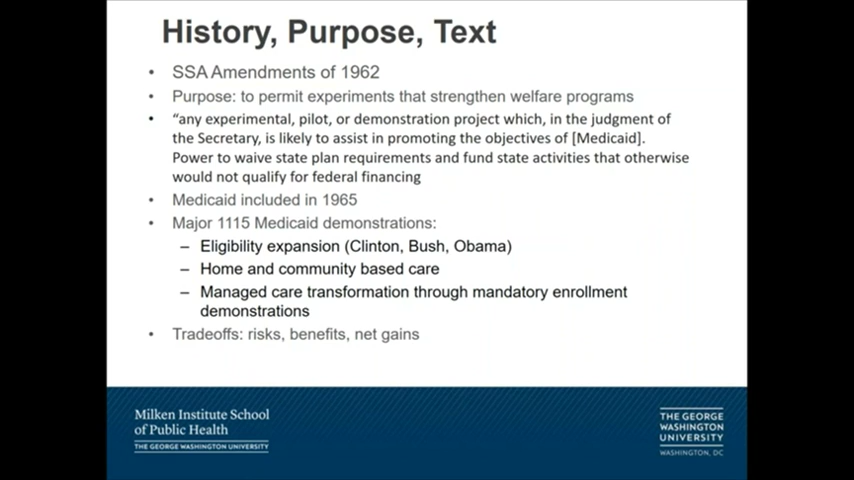 History, Purpose, Text
• SSA Amendments of 1962
• Purpose: to permit experiments that strengthen welfare programs
• “any experimental, pilot, or demonstration project which, in the judgment of
the Secretary, is likely to assist in promoting the objectives of [Medicaid].
Power to waive state plan requirements and fund state activities that otherwise
would not qualify for federal financing
• Medicaid included in 1965
• Major 1115 Medicaid demonstrations:
– Eligibility expansion (Clinton, Bush, Obama)
– Home and community based care
– Managed care transformation through mandatory enrollment
demonstrations
• Tradeoffs: risks, benefits, net gains
Milken Institute School
of Public Health
THE GEORGE WASHINGTON UNIVERSITY
THE GEORGE
WASHINGTON
UNIVERSITY
WASHINGTON, DC